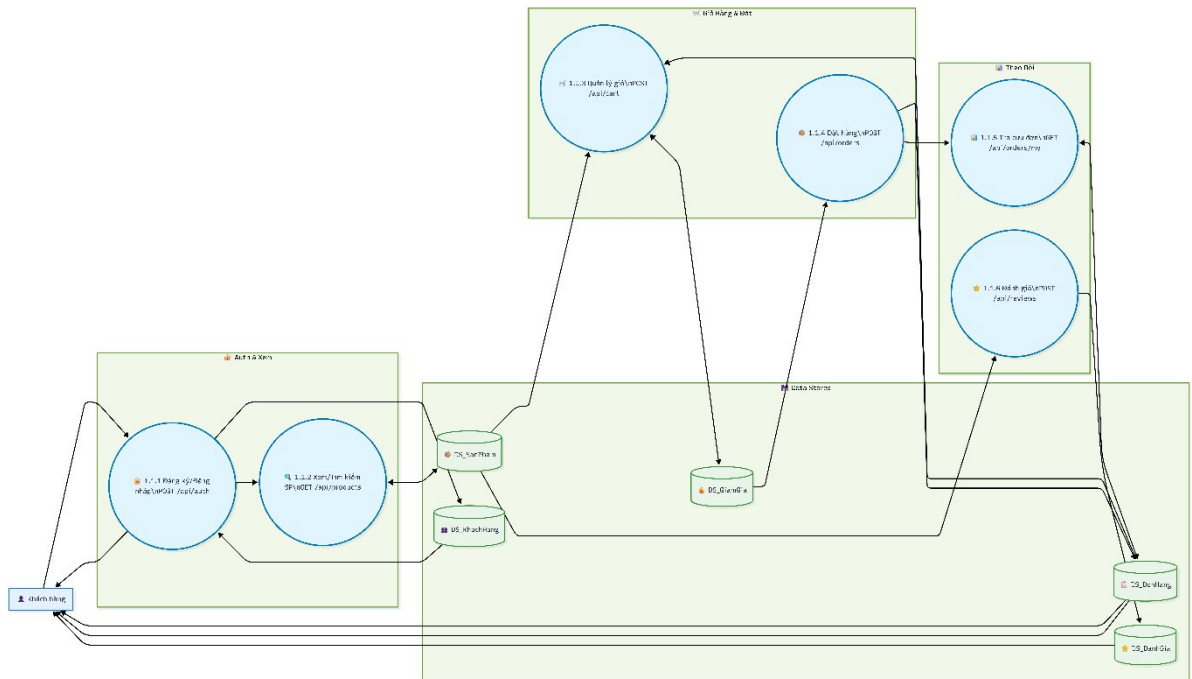 Giỏ Hàng & Đặt
1.1.3 Quản lý giỏ\nPOST
/api/cart
1.1.4 Đặt hàng\nPOST
/api/orders
Theo Dõi
1.1.5 Tra cứu đơn\nGET
/api/orders/my
1.1.6 Đánh giá\nPOST
/api/reviews
Auth & Xem
1.1.1 Đăng ký/Đăng
nhập\nPOST /api/auth
1.1.2 Xem/Tìm kiếm
SP\nGET /api/products
Data Stores
DS_SanPham
DS_GiamGia
DS_KhachHang
DS_DonHang
DS_DanhGia
Khách hàng